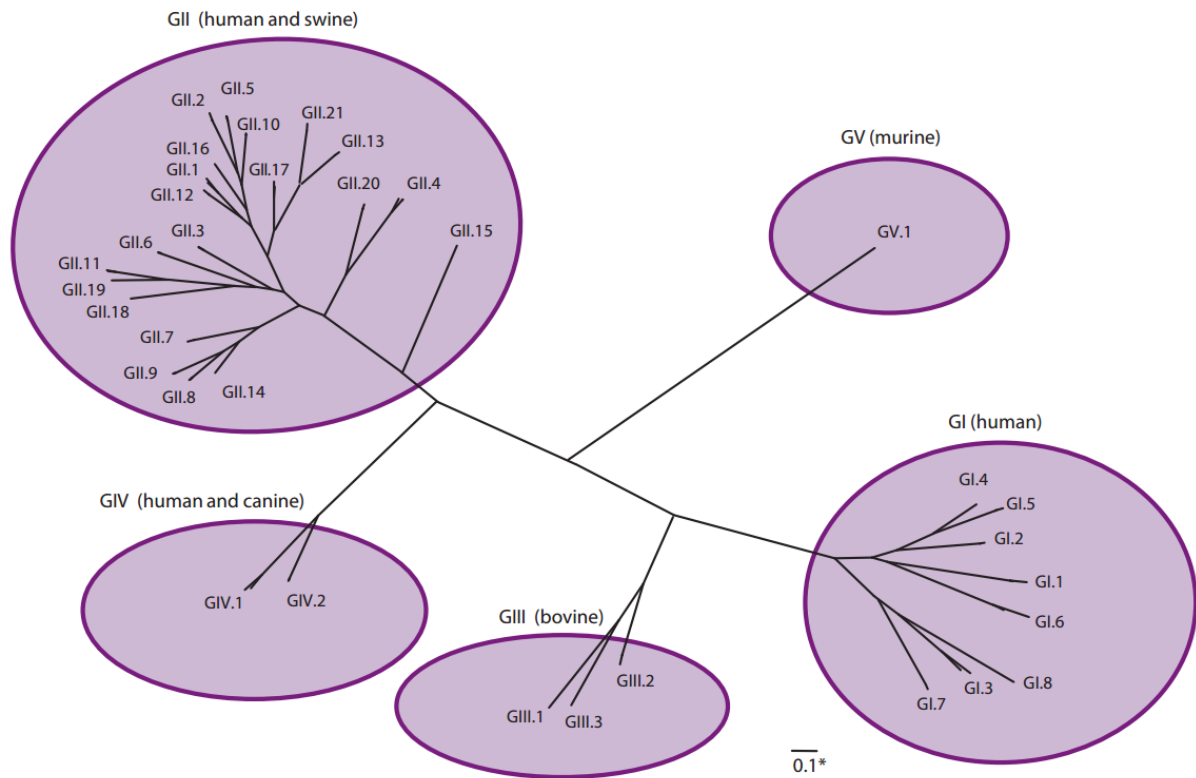 GII (human and swine)
GII.5
GII.2
GII.21
GII.10
GII.13
GII.16
GII.1
GII.17
GII.12
GII.20
GII.4
GII.3
GII.15
GII.6
GII.11
GII.19
GII.18
GII.7
GII.9
GII.8
GII.14
GV (murine)
GV.1
GI (human)
GI.4
GI.5
GI.2
GI.1
GI.6
GI.8
GI.3
GI.7
GIV (human and canine)
GIV.1
GIV.2
GIII (bovine)
GIII.2
GIII.1
GIII.3
0.1*